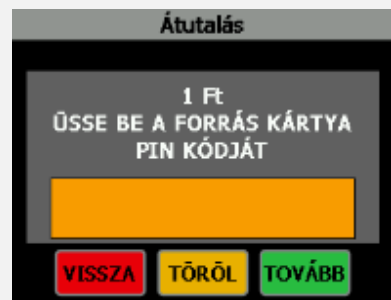 Átutalás
1 Ft
ÜSSE BE A FORRÁS KÁRTYA
PIN KÓDJÁT
VISSZA
TÖRÖL
TOVÁBB